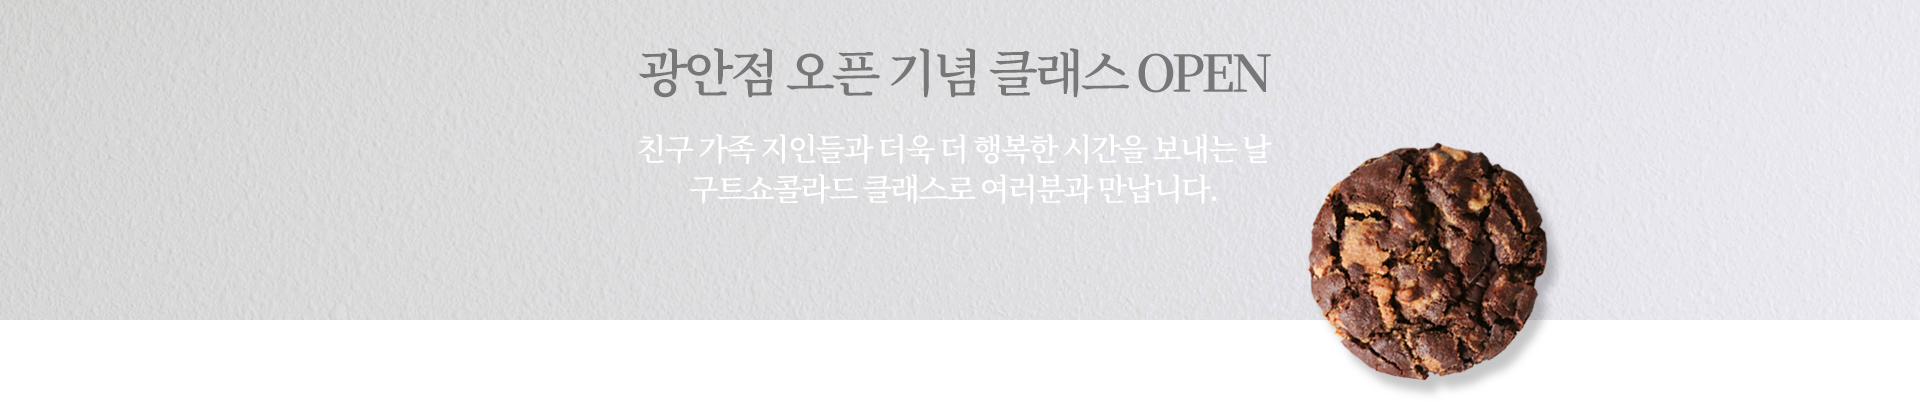 광안점 오픈 기념 클래스 OPEN
친구 가족 지인들과 더욱 더 행복한 시간을 보내는 날
구트쇼콜라드 클래스로 여러분과 만납니다.